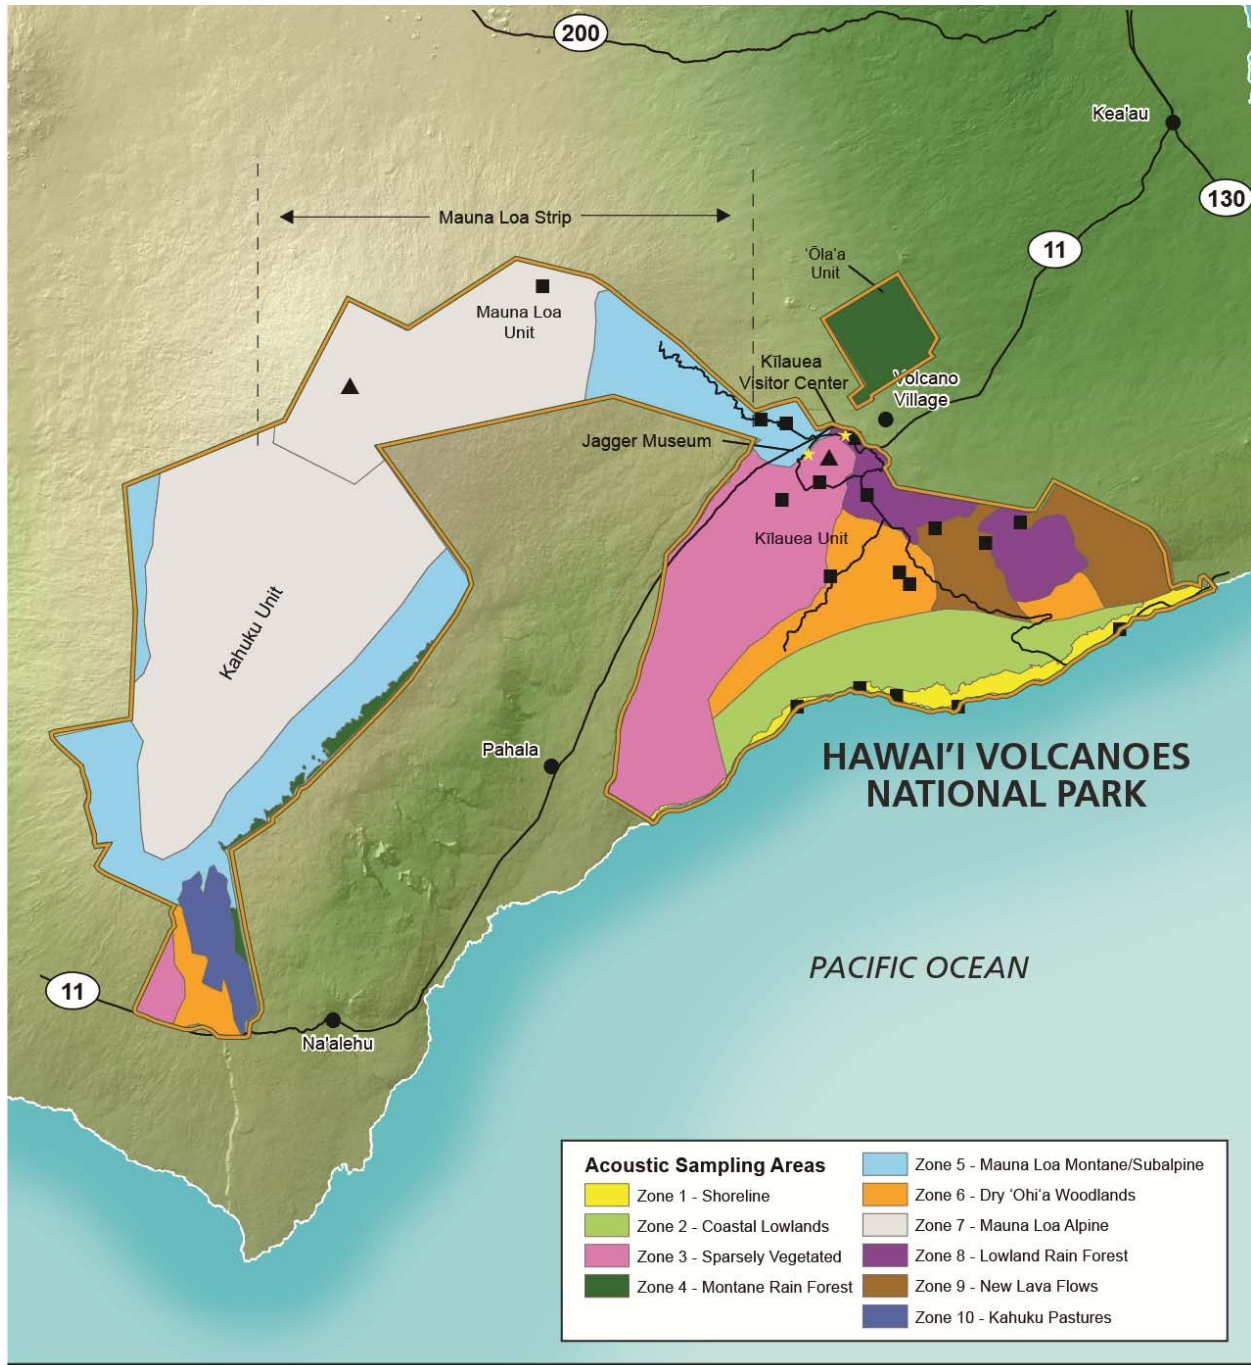 200
Kea'au
130
Mauna Loa Strip
11
ʻŌlaʻa
Unit
Mauna Loa
Unit
Kīlauea
Visitor Center
Volcano
Village
Jagger Museum
Kīlauea Unit
Kahuku Unit
Pahala
HAWAI'I VOLCANOES
NATIONAL PARK
PACIFIC OCEAN
11
Na'alehu
Acoustic Sampling Areas
Zone 1 - Shoreline
Zone 2 - Coastal Lowlands
Zone 3 - Sparsely Vegetated
Zone 4 - Montane Rain Forest
Zone 5 - Mauna Loa Montane/Subalpine
Zone 6 - Dry ʻOhiʻa Woodlands
Zone 7 - Mauna Loa Alpine
Zone 8 - Lowland Rain Forest
Zone 9 - New Lava Flows
Zone 10 - Kahuku Pastures